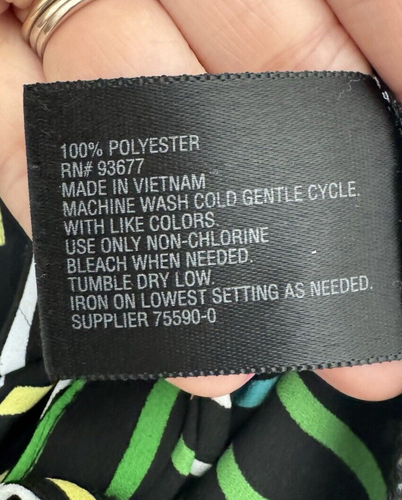 100% POLYESTER
RN# 93677
MADE IN VIETNAM
MACHINE WASH COLD GENTLE CYCLE.
WITH LIKE COLORS.
USE ONLY NON-CHLORINE
BLEACH WHEN NEEDED.
TUMBLE DRY LOW.
IRON ON LOWEST SETTING AS NEEDED.
SUPPLIER 75590-0